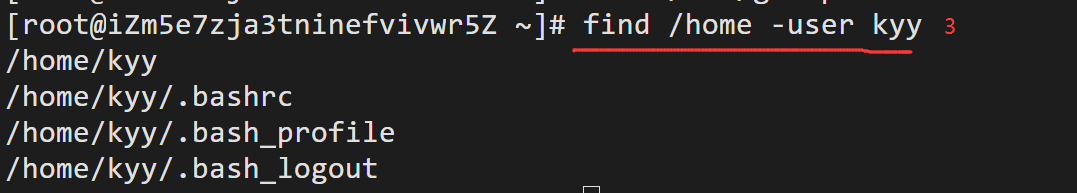 [root@iZm5e7zja3tninefvivwr5Z ~]# find /home -user kyy 3
/home/kyy
/home/kyy/.bashrc
/home/kyy/.bash_profile
/home/kyy/.bash_logout